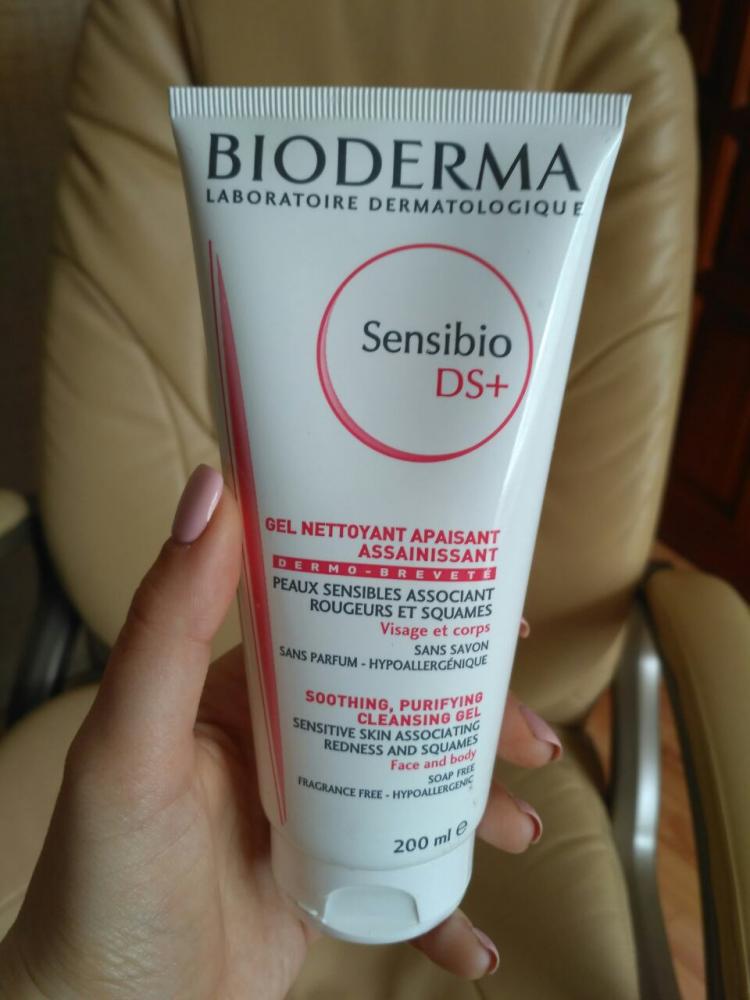 BIODERMA
LABORATOIRE DERMATOLOGIQUE
Sensibio
DS+
GEL NETTOYANT APAISANT
ASSAINISSANT
DERMO-BREVETÉ
PEAUX SENSIBLES ASSOCIANT
ROUGEURS ET SQUAMES
Visage et corps
SANS SAVON
SANS PARFUM - HYPOALLERGÉNIQUE
SOOTHING, PURIFYING
CLEANSING GEL
SENSITIVE SKIN ASSOCIATING
REDNESS AND SQUAMES
Face and body
SOAP FREE
FRAGRANCE FREE - HYPOALLERGENIC
200 ml ℮